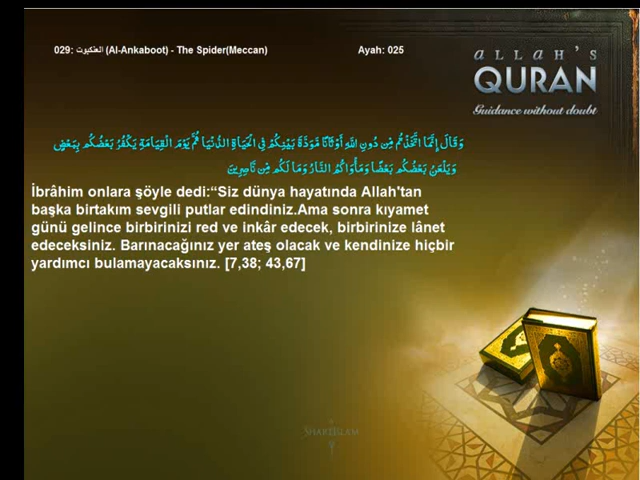 029: العنكبوت (Al-Ankaboot) - The Spider(Meccan) Ayah: 025
ALLAH'S
QURAN
Guidance without doubt
وَقَالَ إِنَّمَا اتَّخَذْتُم مِّن دُونِ اللَّهِ أَوْثَانًا مَّوَدَّةَ بَيْنِكُمْ فِي الْحَيَاةِ الدُّنْيَا ثُمَّ يَوْمَ الْقِيَامَةِ يَكْفُرُ بَعْضُكُم بِبَعْضٍ
وَيَلْعَنُ بَعْضُكُم بَعْضًا وَمَأْوَاكُمُ النَّارُ وَمَا لَكُم مِّن نَّاصِرِينَ
İbrâhim onlara şöyle dedi:“Siz dünya hayatında Allah'tan
başka birtakım sevgili putlar edindiniz.Ama sonra kıyamet
günü gelince birbirinizi red ve inkâr edecek, birbirinize lânet
edeceksiniz. Barınacağınız yer ateş olacak ve kendinize hiçbir
yardımcı bulamayacaksınız. [7,38; 43,67]
SHAREISLAM